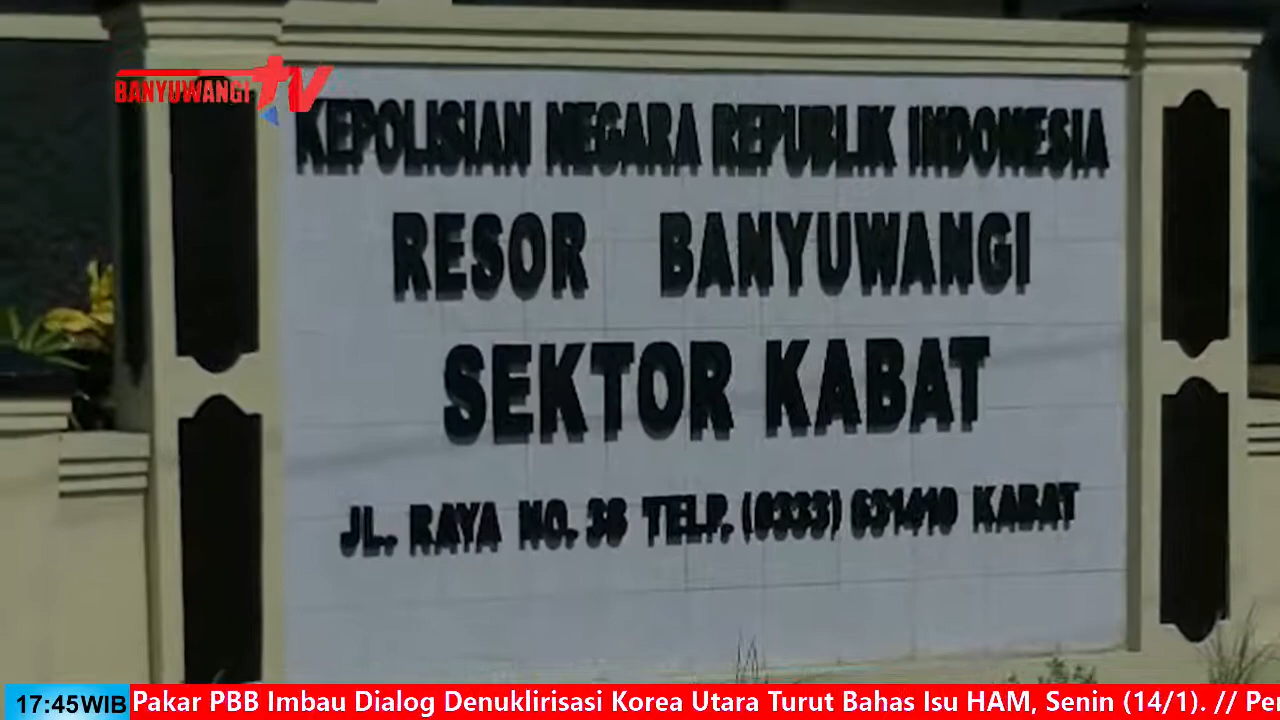 BANYUWANGI TV
KEPOLISIAN NEGARA REPUBLIK INDONESIA
RESOR BANYUWANGI
SEKTOR KABAT
JL. RAYA NO. 38 TELP. (0333) 631410 KABAT
17:45WIB Pakar PBB Imbau Dialog Denuklirisasi Korea Utara Turut Bahas Isu HAM, Senin (14/1). //